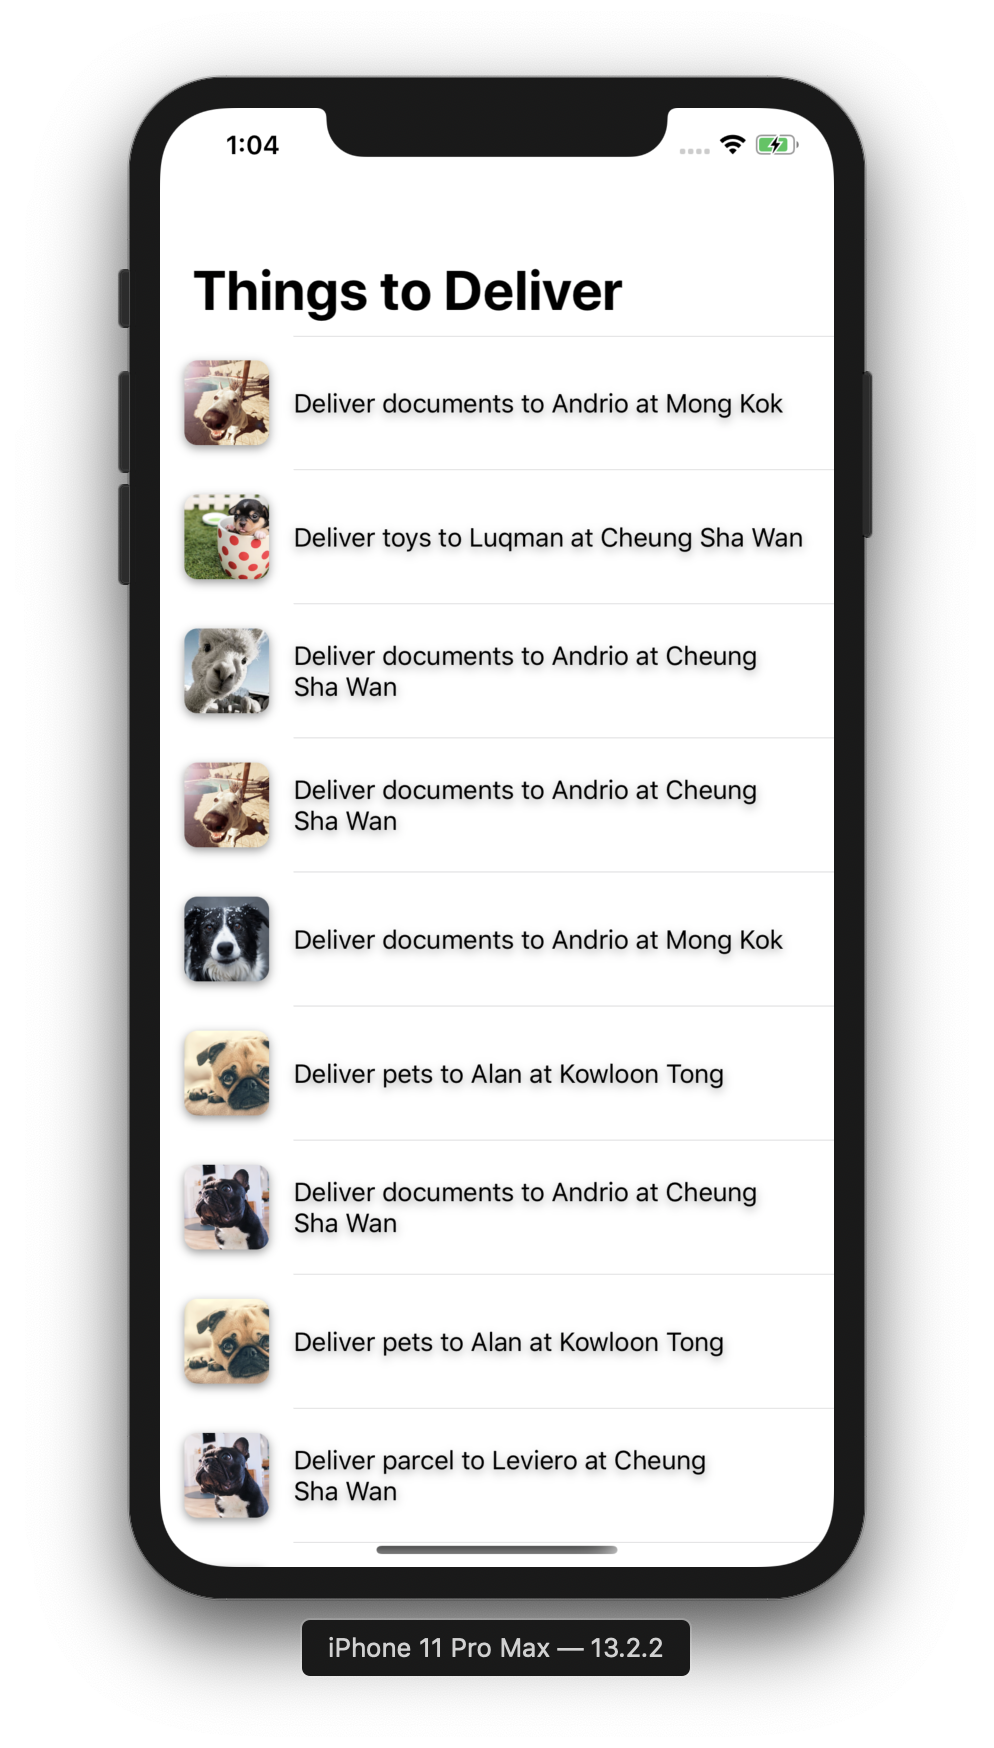 1:04
Things to Deliver
Deliver documents to Andrio at Mong Kok
Deliver toys to Luqman at Cheung Sha Wan
Deliver documents to Andrio at Cheung
Sha Wan
Deliver documents to Andrio at Cheung
Sha Wan
Deliver documents to Andrio at Mong Kok
Deliver pets to Alan at Kowloon Tong
Deliver documents to Andrio at Cheung
Sha Wan
Deliver pets to Alan at Kowloon Tong
Deliver parcel to Leviero at Cheung
Sha Wan
iPhone 11 Pro Max — 13.2.2